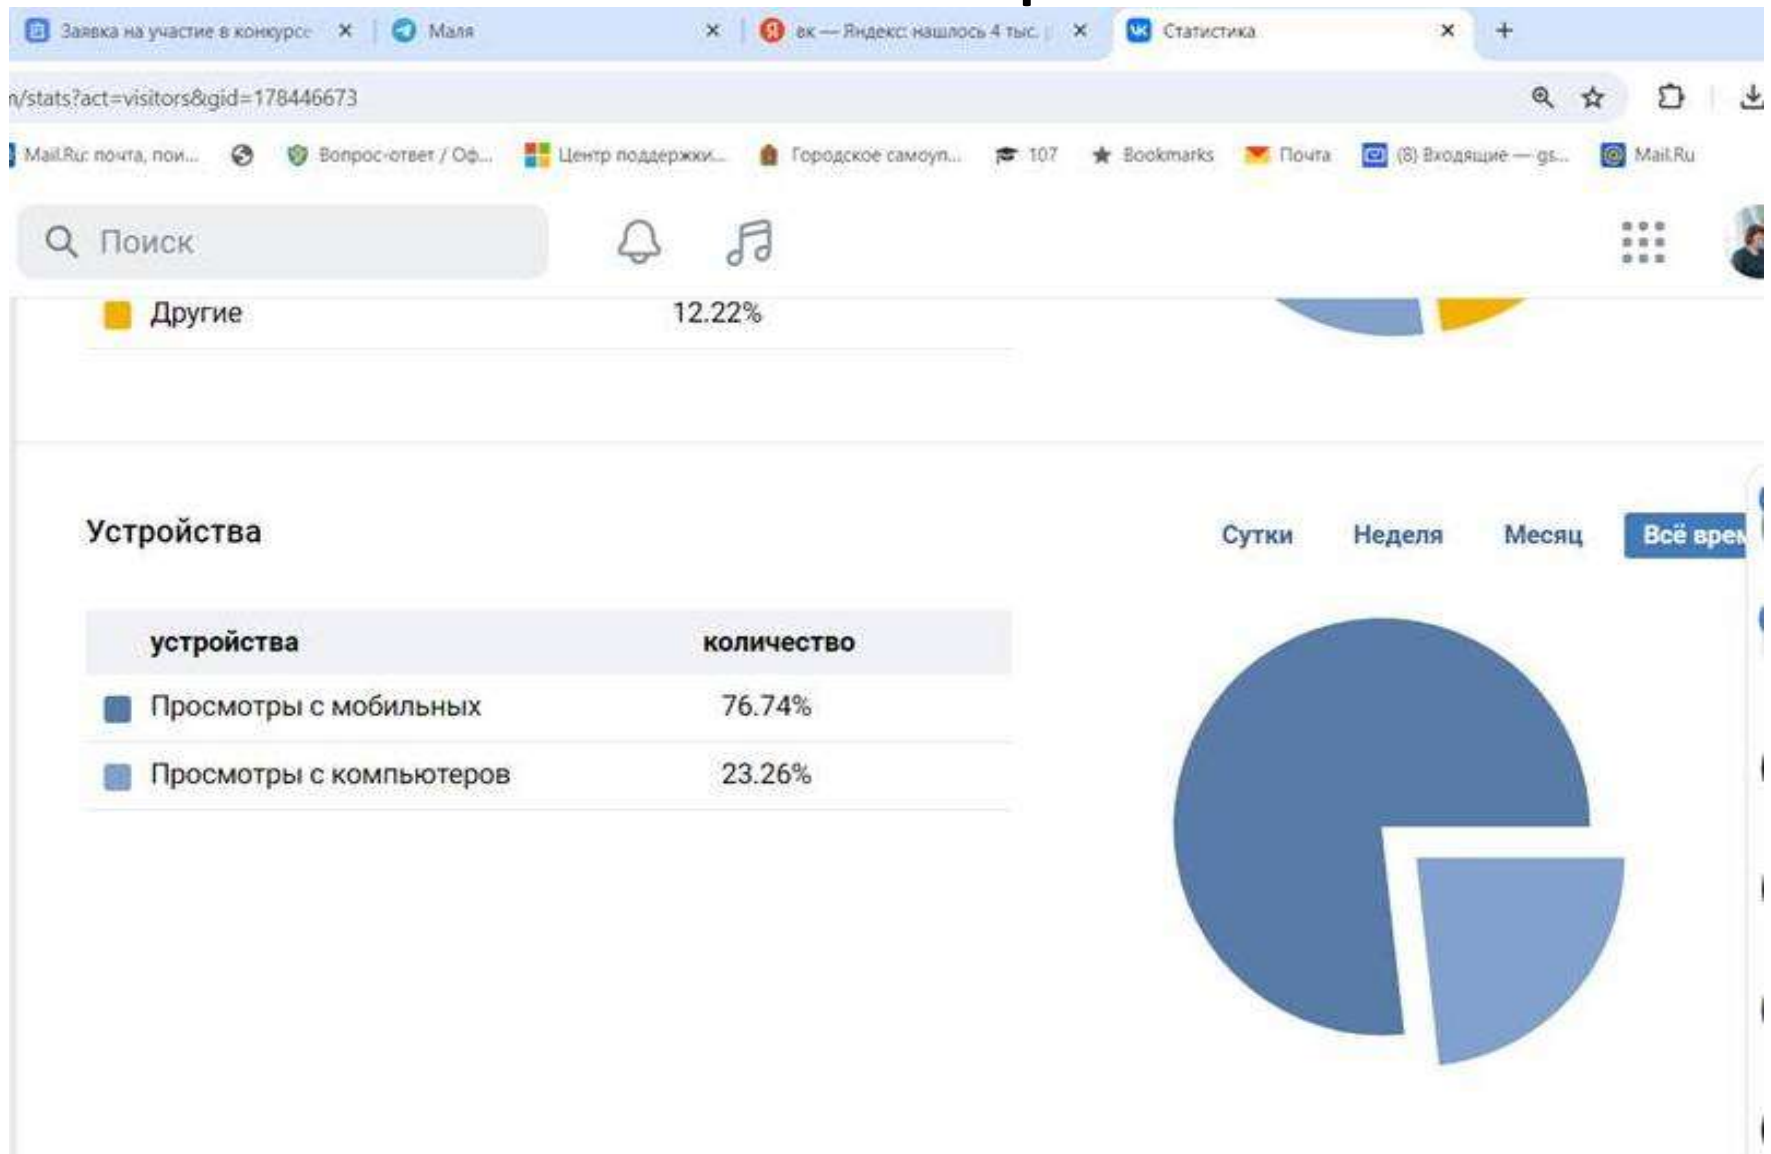 Заявка на участие в конкурсе Маля вк — Яндекс: нашлось 4 тыс. Статистика
/stats?act=visitors&gid=178446673
Mail.Ru: почта, пои... Вопрос-ответ / Оф... Центр поддержки... Городское самоуп... 107 Bookmarks Почта (8) Входящие — gs... Mail.Ru
Поиск
Другие 12.22%
Устройства Сутки Неделя Месяц Всё врем
устройства количество
Просмотры с мобильных 76.74%
Просмотры с компьютеров 23.26%